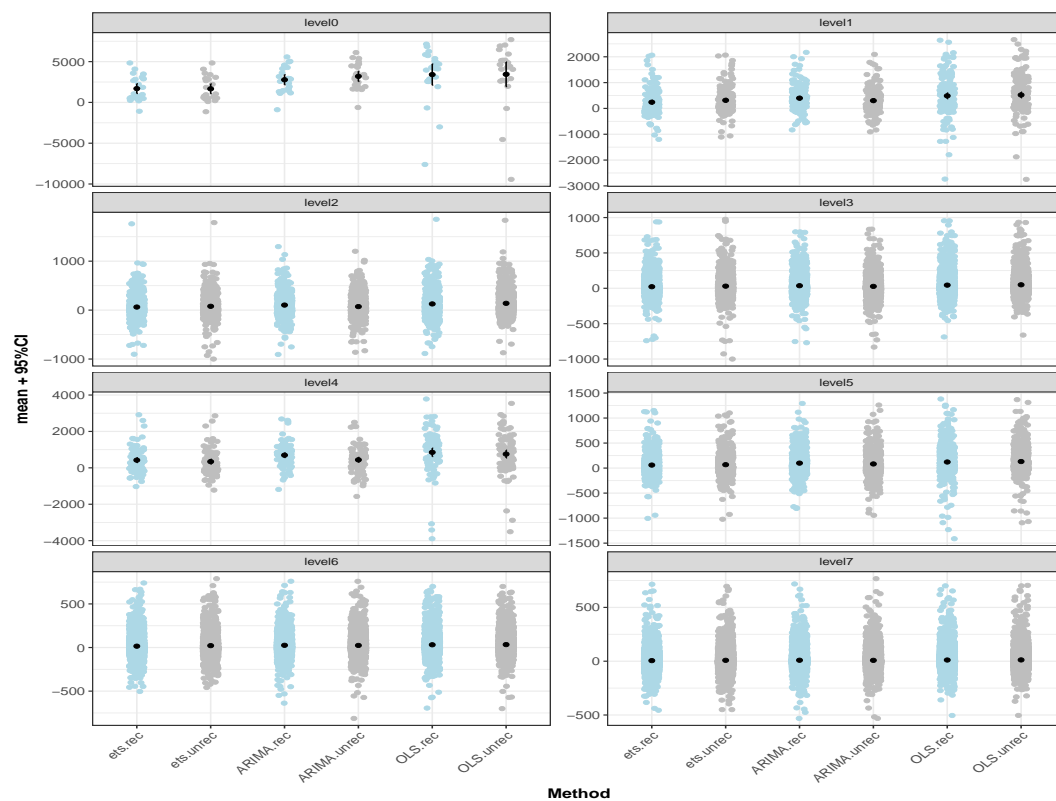 level0
level1
5000
0
−5000
−10000
2000
1000
0
−1000
−2000
−3000
level2
level3
1000
0
−1000
1000
500
0
−500
−1000
level4
level5
4000
2000
0
−2000
−4000
1500
1000
500
0
−500
−1000
−1500
level6
level7
500
0
−500
500
0
−500
mean + 95%CI
ets.rec
ets.unrec
ARIMA.rec
ARIMA.unrec
OLS.rec
OLS.unrec
ets.rec
ets.unrec
ARIMA.rec
ARIMA.unrec
OLS.rec
OLS.unrec
Method